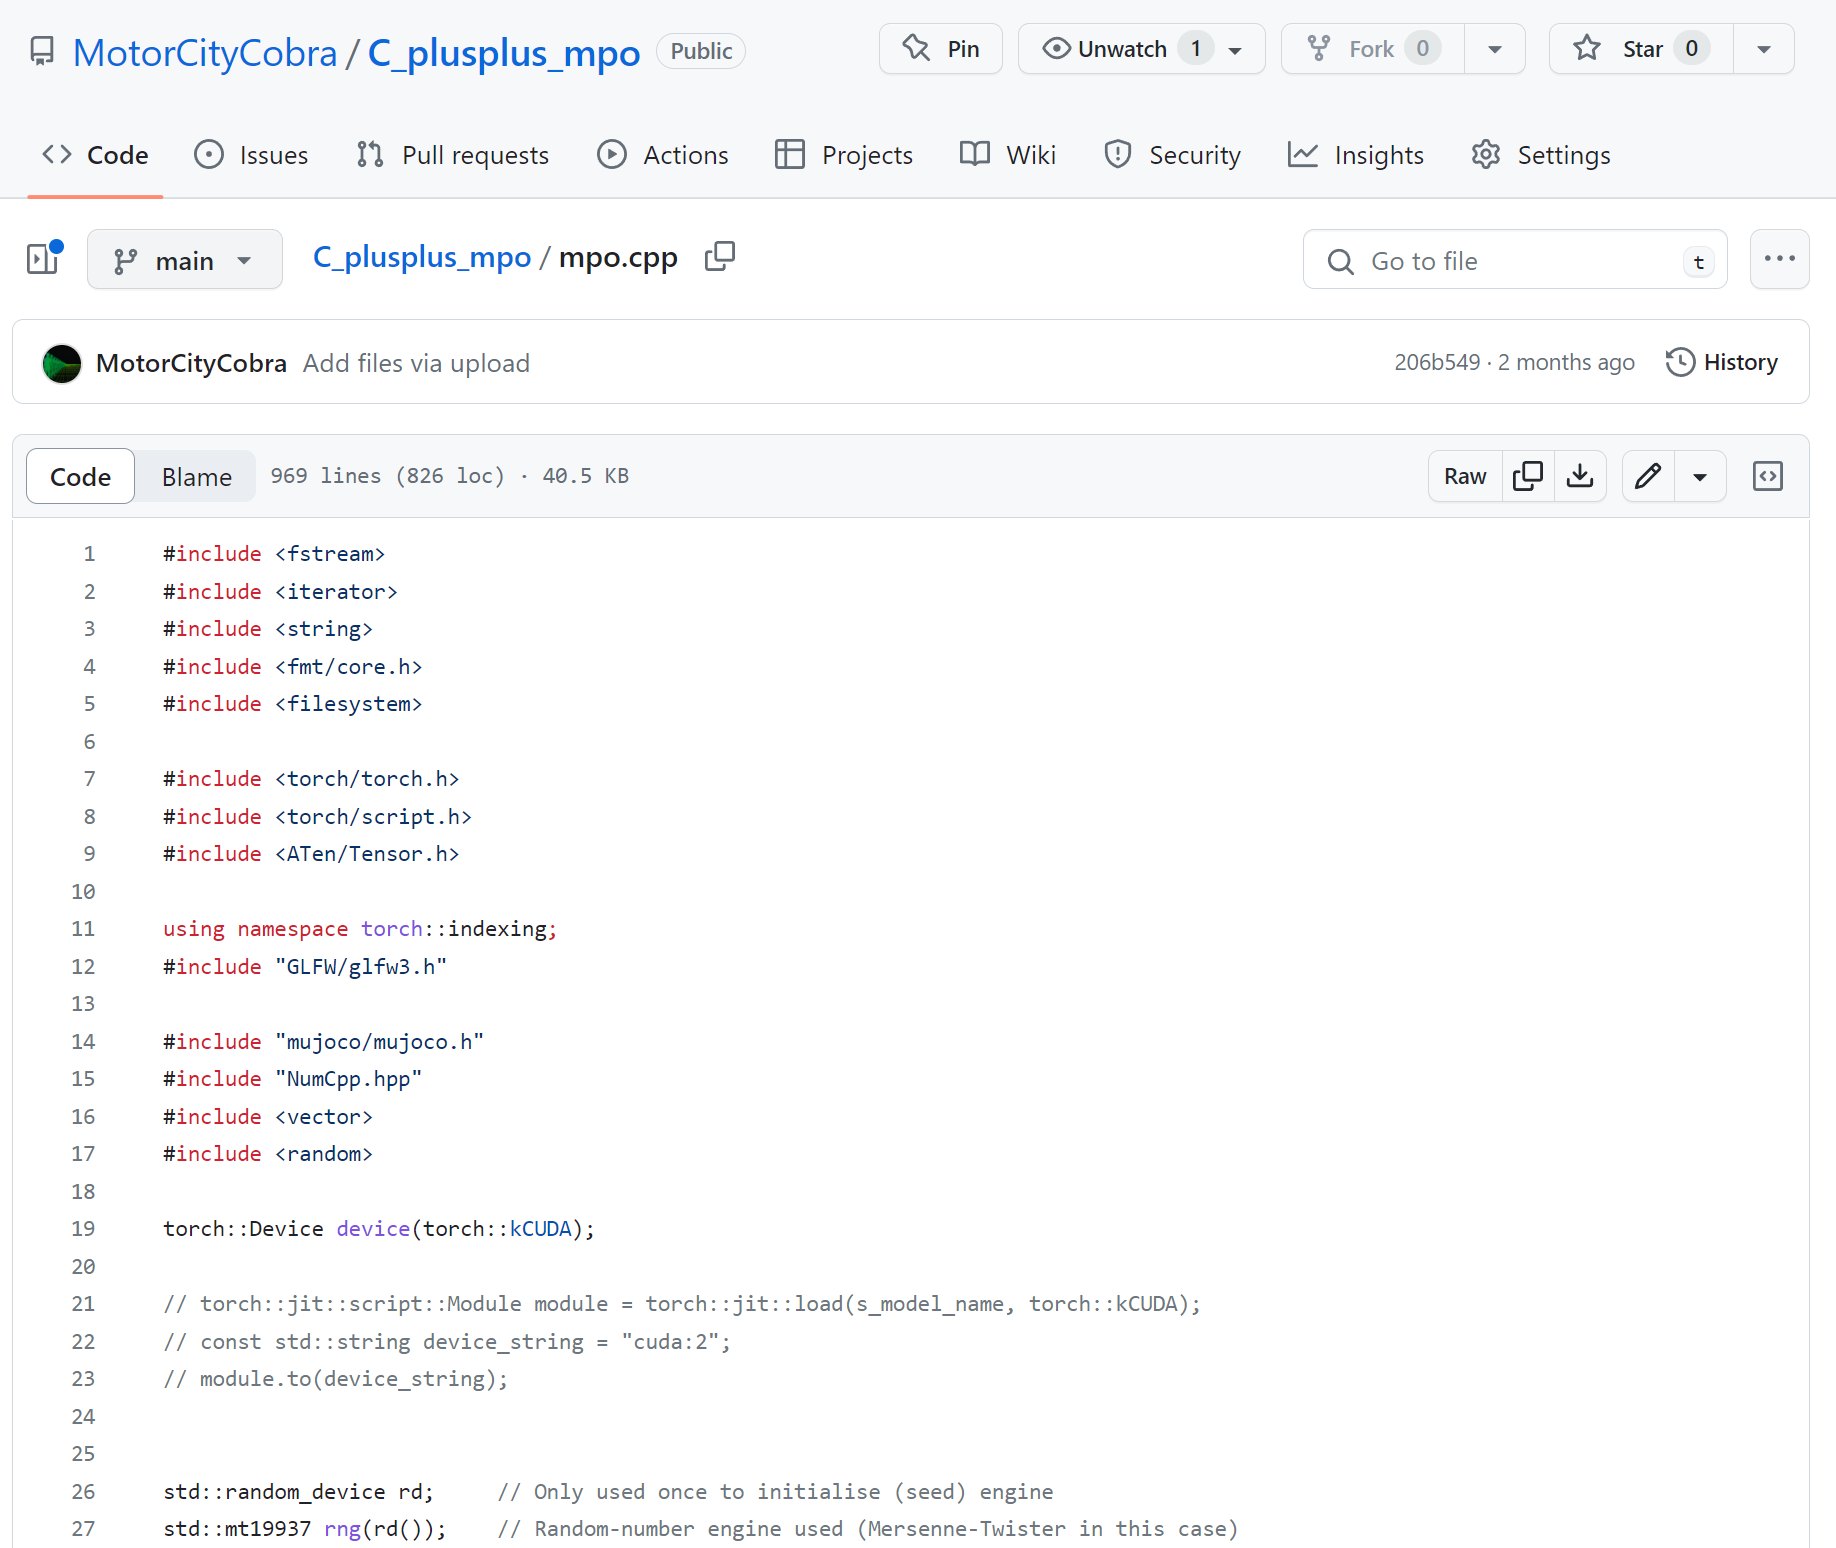 MotorCityCobra / C_plusplus_mpo Public Pin Unwatch 1 Fork 0 Star 0
Code Issues Pull requests Actions Projects Wiki Security Insights Settings
main C_plusplus_mpo / mpo.cpp Go to file t
MotorCityCobra Add files via upload 206b549 · 2 months ago History
Code Blame 969 lines (826 loc) · 40.5 KB Raw
1 #include <fstream>
2 #include <iterator>
3 #include <string>
4 #include <fmt/core.h>
5 #include <filesystem>
6
7 #include <torch/torch.h>
8 #include <torch/script.h>
9 #include <ATen/Tensor.h>
10
11 using namespace torch::indexing;
12 #include "GLFW/glfw3.h"
13
14 #include "mujoco/mujoco.h"
15 #include "NumCpp.hpp"
16 #include <vector>
17 #include <random>
18
19 torch::Device device(torch::kCUDA);
20
21 // torch::jit::script::Module module = torch::jit::load(s_model_name, torch::kCUDA);
22 // const std::string device_string = "cuda:2";
23 // module.to(device_string);
24
25
26 std::random_device rd; // Only used once to initialise (seed) engine
27 std::mt19937 rng(rd()); // Random-number engine used (Mersenne-Twister in this case)